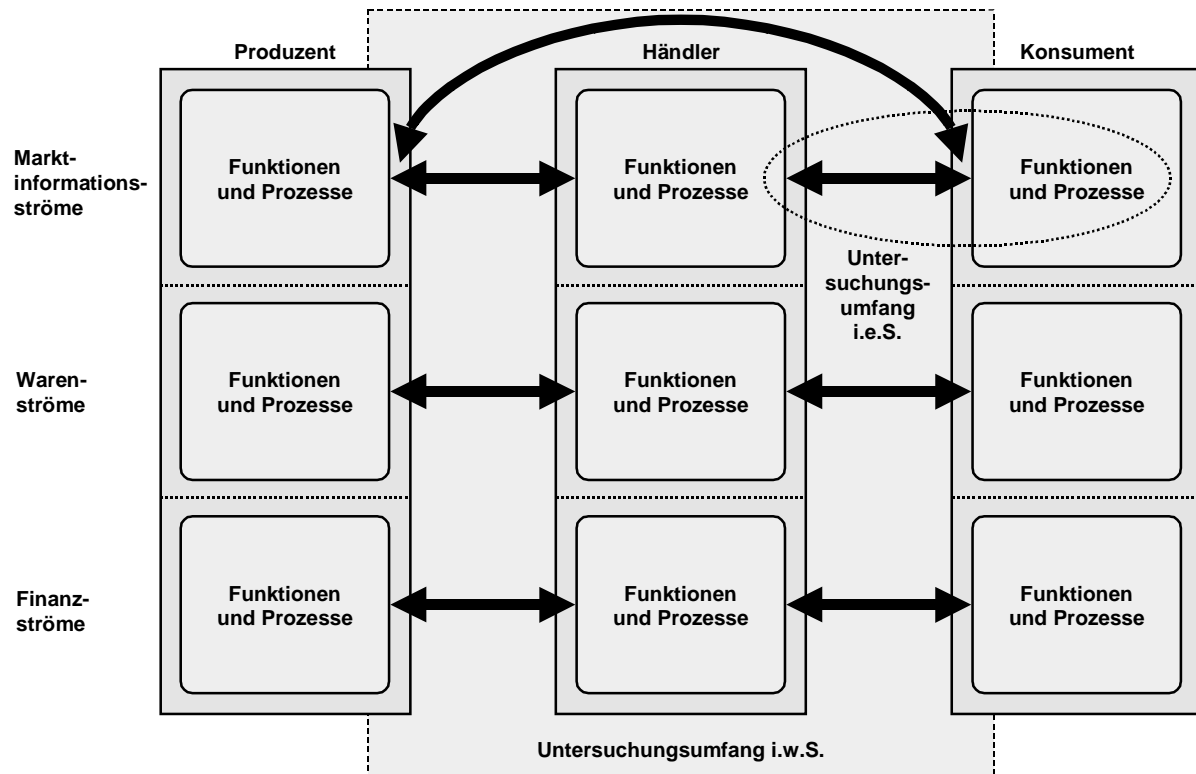 Produzent
Händler
Konsument
Markt-
informations-
ströme
Funktionen
und Prozesse
Funktionen
und Prozesse
Funktionen
und Prozesse
Unter-
suchungs-
umfang
i.e.S.
Waren-
ströme
Funktionen
und Prozesse
Funktionen
und Prozesse
Funktionen
und Prozesse
Finanz-
ströme
Funktionen
und Prozesse
Funktionen
und Prozesse
Funktionen
und Prozesse
Untersuchungsumfang i.w.S.